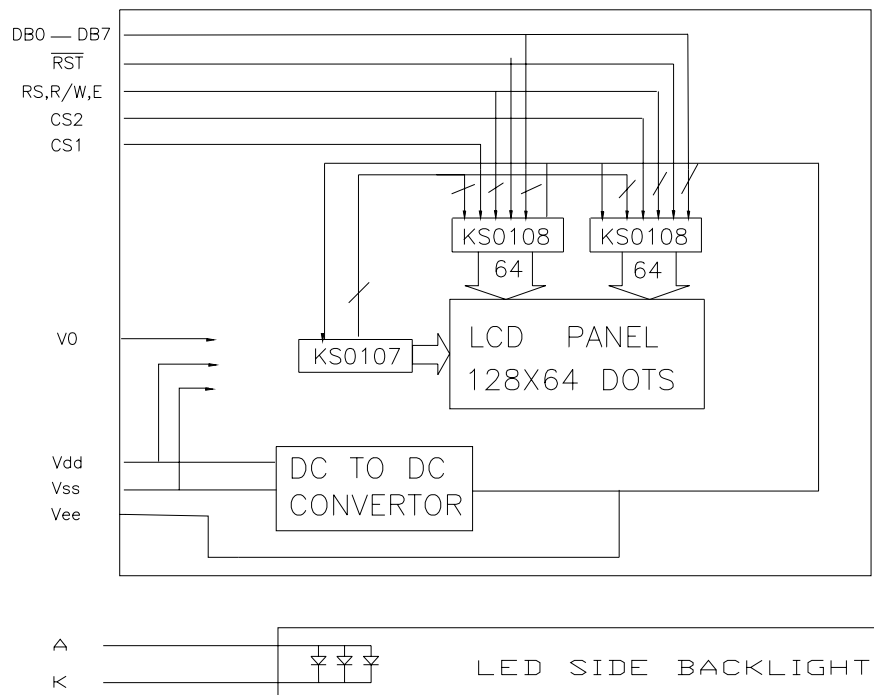 DB0 — DB7
RST
RS,R/W,E
CS2
CS1
KS0108
KS0108
64
64
V0
KS0107
LCD PANEL
128X64 DOTS
Vdd
Vss
Vee
DC TO DC
CONVERTOR
A
K
LED SIDE BACKLIGHT